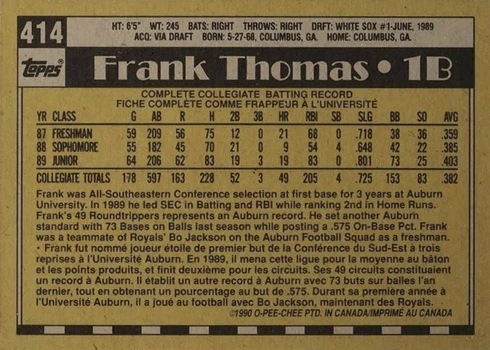 414
HT: 6'5" WT: 245 BATS: RIGHT THROWS: RIGHT DRFT: WHITE SOX #1-JUNE, 1989
ACQ: VIA DRAFT BORN: 5-27-68, COLUMBUS, GA. HOME: COLUMBUS, GA.
Topps®
Frank Thomas • 1B
COMPLETE COLLEGIATE BATTING RECORD
FICHE COMPLÈTE COMME FRAPPEUR À L'UNIVERSITÉ
YR CLASS G AB R H 2B 3B HR RBI SB SLG BB SO AVG
87 FRESHMAN 59 209 56 75 12 0 21 68 0 .718 38 36 .359
88 SOPHOMORE 55 182 45 70 21 0 9 54 4 .648 42 22 .385
89 JUNIOR 64 206 62 83 19 3 19 83 0 .801 73 25 .403
COLLEGIATE TOTALS 178 597 163 228 52 3 49 205 4 .725 153 83 .382
Frank was All-Southeastern Conference selection at first base for 3 years at Auburn
University. In 1989 he led SEC in Batting and RBI while ranking 2nd in Home Runs.
Frank's 49 Roundtrippers represents an Auburn record. He set another Auburn
standard with 73 Bases on Balls last season while posting a .575 On-Base Pct. Frank
was a teammate of Royals' Bo Jackson on the Auburn Football Squad as a freshman.
• Frank fut nommé joueur étoile de premier but de la Conférence du Sud-Est à trois
reprises à l'Université Auburn. En 1989, il mena cette ligue pour la moyenne au bâton
et les points produits, et finit deuxième pour les circuits. Ses 49 circuits constituaient
un record à Auburn. Il établit un autre record à Auburn avec 73 buts sur balles l'an
dernier, tout en obtenant un pourcentage au but de .575. Durant sa première année à
l'Université Auburn, il a joué au football avec Bo Jackson, maintenant des Royals.
©1990 O-PEE-CHEE PTD. IN CANADA/IMPRIMÉ AU CANADA